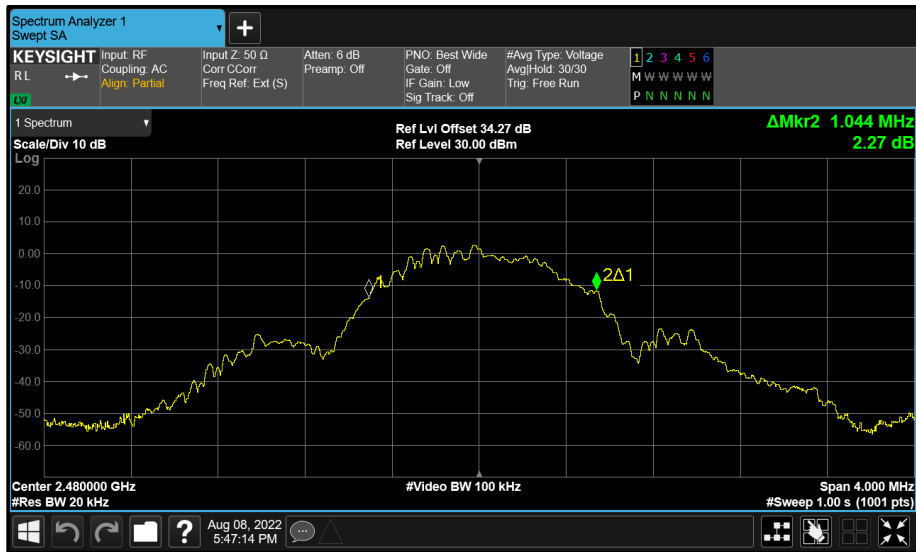 Spectrum Analyzer 1
Swept SA
+
KEYSIGHT
RL
LXI
Input: RF
Coupling: AC
Align: Partial
Input Z: 50 Ω
Corr CCorr
Freq Ref: Ext (S)
Atten: 6 dB
Preamp: Off
PNO: Best Wide
Gate: Off
IF Gain: Low
Sig Track: Off
#Avg Type: Voltage
Avg|Hold: 30/30
Trig: Free Run
1 2 3 4 5 6
M W W W W W
P N N N N N
1 Spectrum
Scale/Div 10 dB
Log
Ref Lvl Offset 34.27 dB
Ref Level 30.00 dBm
ΔMkr2 1.044 MHz
2.27 dB
20.0
10.0
0.00
-10.0
-20.0
-30.0
-40.0
-50.0
-60.0
1
2Δ1
Center 2.480000 GHz
#Res BW 20 kHz
#Video BW 100 kHz
Span 4.000 MHz
#Sweep 1.00 s (1001 pts)
?
Aug 08, 2022
5:47:14 PM